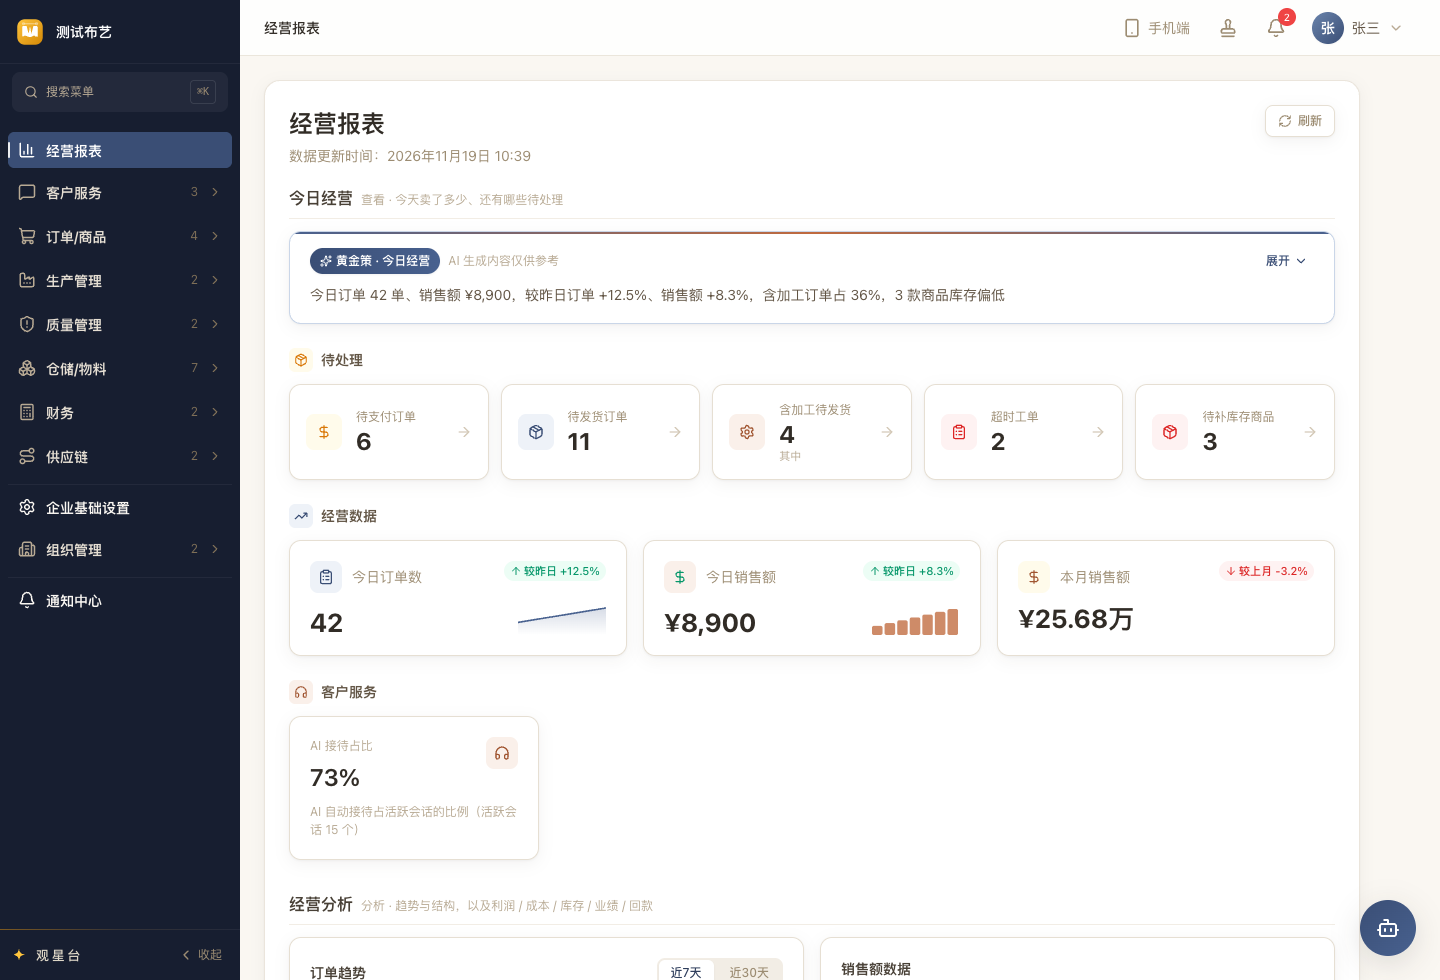 测试布艺
搜索菜单 ⌘K
经营报表
客户服务 3
订单/商品 4
生产管理 2
质量管理 2
仓储/物料 7
财务 2
供应链 2
企业基础设置
组织管理 2
通知中心
观星台 收起
经营报表
手机端 2 张 张三
经营报表
刷新
数据更新时间：2026年11月19日 10:39
今日经营 查看 · 今天卖了多少、还有哪些待处理
黄金策 · 今日经营 AI 生成内容仅供参考 展开
今日订单 42 单、销售额 ¥8,900，较昨日订单 +12.5%、销售额 +8.3%，含加工订单占 36%，3 款商品库存偏低
待处理
待支付订单
6
待发货订单
11
含加工待发货
4
其中
超时工单
2
待补库存商品
3
经营数据
今日订单数 较昨日 +12.5%
42
今日销售额 较昨日 +8.3%
¥8,900
本月销售额 较上月 -3.2%
¥25.68万
客户服务
AI 接待占比
73%
AI 自动接待占活跃会话的比例（活跃会
话 15 个）
经营分析 分析 · 趋势与结构，以及利润 / 成本 / 库存 / 业绩 / 回款
订单趋势 近7天 近30天
销售额数据